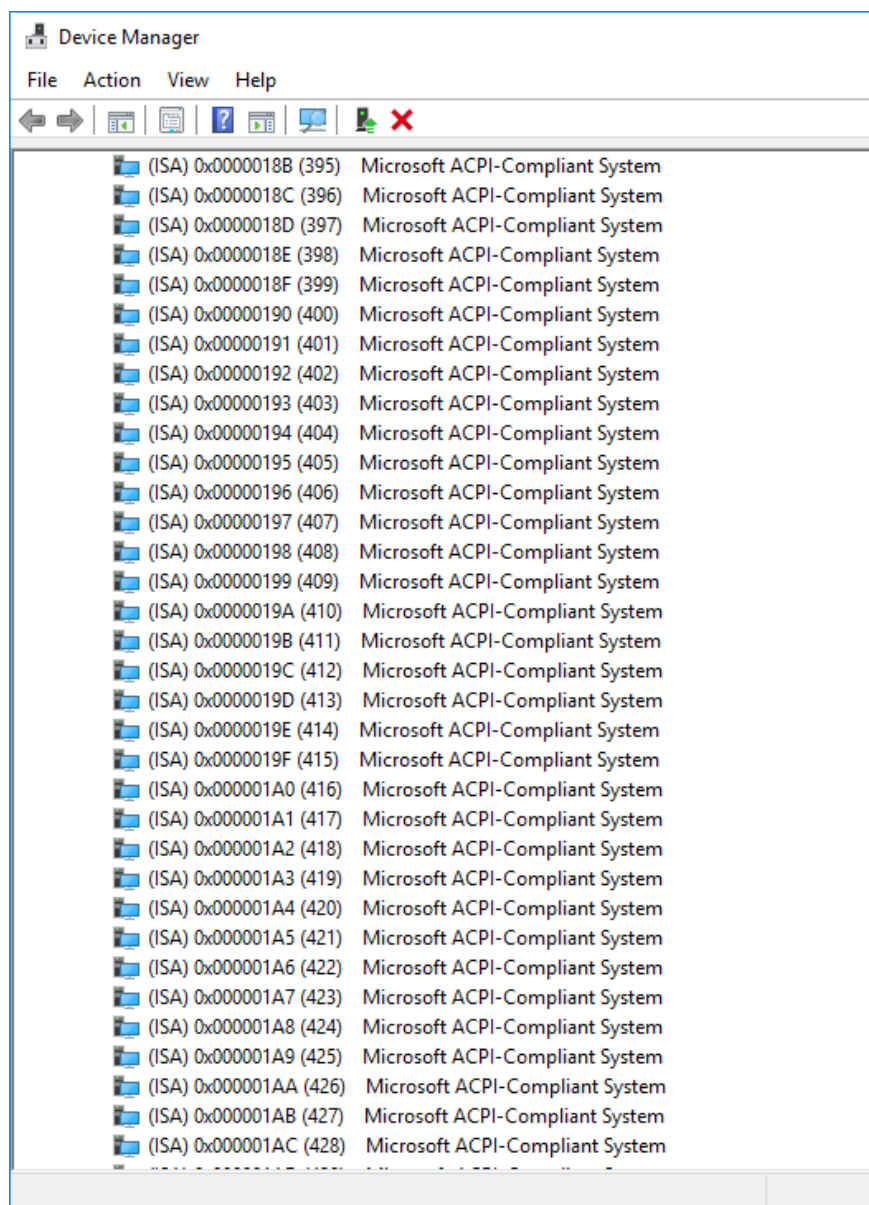 Device Manager
File Action View Help
(ISA) 0x0000018B (395) Microsoft ACPI-Compliant System
(ISA) 0x0000018C (396) Microsoft ACPI-Compliant System
(ISA) 0x0000018D (397) Microsoft ACPI-Compliant System
(ISA) 0x0000018E (398) Microsoft ACPI-Compliant System
(ISA) 0x0000018F (399) Microsoft ACPI-Compliant System
(ISA) 0x00000190 (400) Microsoft ACPI-Compliant System
(ISA) 0x00000191 (401) Microsoft ACPI-Compliant System
(ISA) 0x00000192 (402) Microsoft ACPI-Compliant System
(ISA) 0x00000193 (403) Microsoft ACPI-Compliant System
(ISA) 0x00000194 (404) Microsoft ACPI-Compliant System
(ISA) 0x00000195 (405) Microsoft ACPI-Compliant System
(ISA) 0x00000196 (406) Microsoft ACPI-Compliant System
(ISA) 0x00000197 (407) Microsoft ACPI-Compliant System
(ISA) 0x00000198 (408) Microsoft ACPI-Compliant System
(ISA) 0x00000199 (409) Microsoft ACPI-Compliant System
(ISA) 0x0000019A (410) Microsoft ACPI-Compliant System
(ISA) 0x0000019B (411) Microsoft ACPI-Compliant System
(ISA) 0x0000019C (412) Microsoft ACPI-Compliant System
(ISA) 0x0000019D (413) Microsoft ACPI-Compliant System
(ISA) 0x0000019E (414) Microsoft ACPI-Compliant System
(ISA) 0x0000019F (415) Microsoft ACPI-Compliant System
(ISA) 0x000001A0 (416) Microsoft ACPI-Compliant System
(ISA) 0x000001A1 (417) Microsoft ACPI-Compliant System
(ISA) 0x000001A2 (418) Microsoft ACPI-Compliant System
(ISA) 0x000001A3 (419) Microsoft ACPI-Compliant System
(ISA) 0x000001A4 (420) Microsoft ACPI-Compliant System
(ISA) 0x000001A5 (421) Microsoft ACPI-Compliant System
(ISA) 0x000001A6 (422) Microsoft ACPI-Compliant System
(ISA) 0x000001A7 (423) Microsoft ACPI-Compliant System
(ISA) 0x000001A8 (424) Microsoft ACPI-Compliant System
(ISA) 0x000001A9 (425) Microsoft ACPI-Compliant System
(ISA) 0x000001AA (426) Microsoft ACPI-Compliant System
(ISA) 0x000001AB (427) Microsoft ACPI-Compliant System
(ISA) 0x000001AC (428) Microsoft ACPI-Compliant System